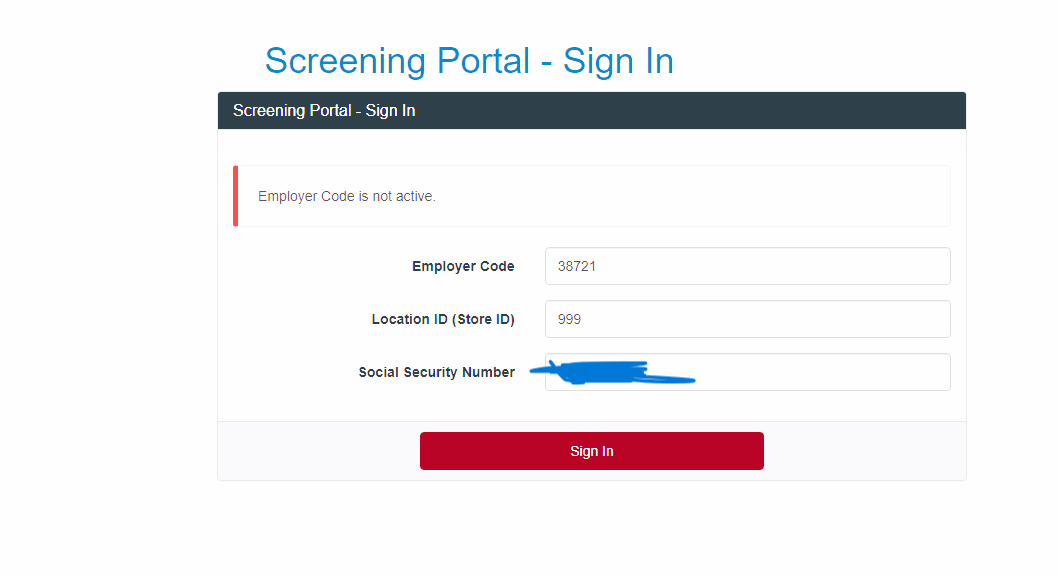 Screening Portal - Sign In
Screening Portal - Sign In
Employer Code is not active.
Employer Code 38721
Location ID (Store ID) 999
Social Security Number
Sign In